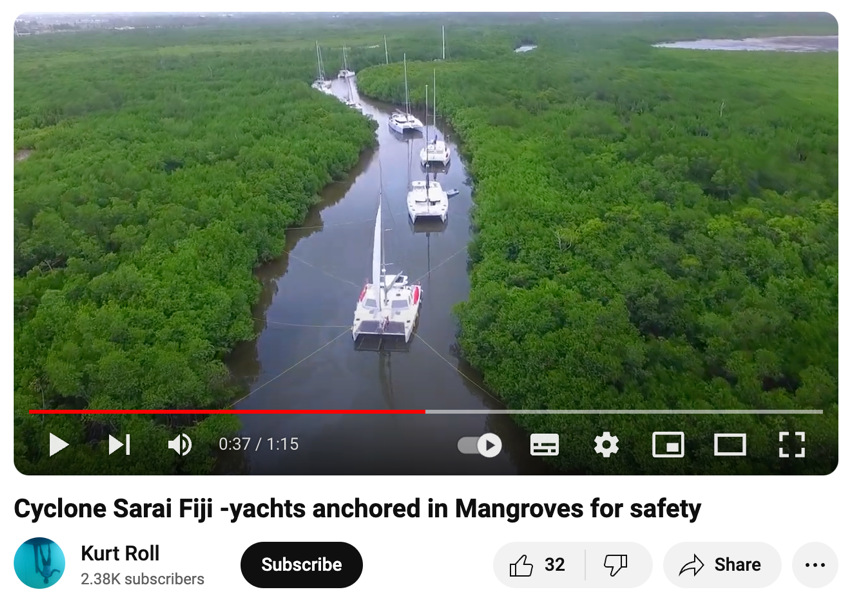 0:37 / 1:15
Cyclone Sarai Fiji -yachts anchored in Mangroves for safety
Kurt Roll
2.38K subscribers
Subscribe
32
Share